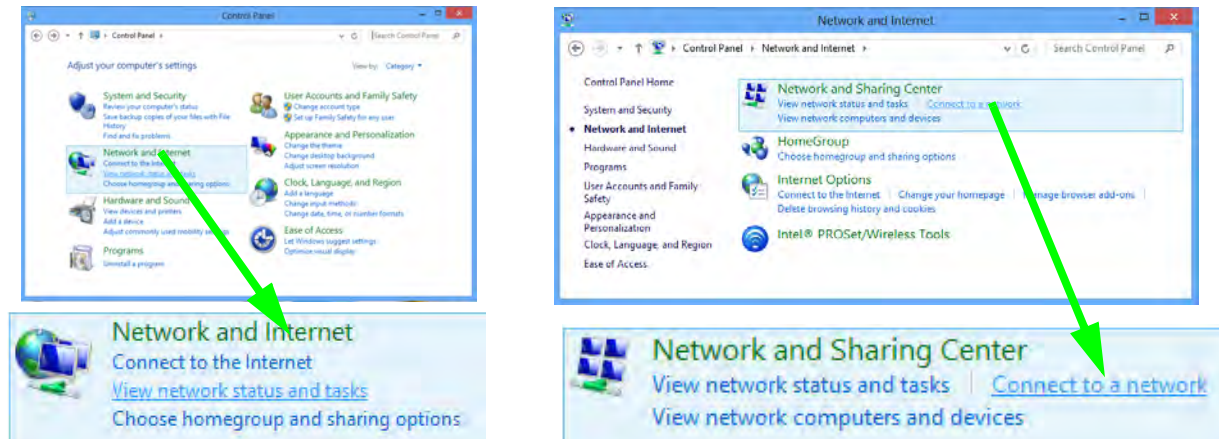 Control Panel
Control Panel
Search Control Panel
Adjust your computer's settings
View by: Category
System and Security
Review your computer's status
Save backup copies of your files with File
History
Find and fix problems
Network and Internet
Connect to the Internet
View network status and tasks
Choose homegroup and sharing options
Hardware and Sound
View devices and printers
Add a device
Adjust commonly used mobility settings
Programs
Uninstall a program
User Accounts and Family Safety
Change account type
Set up Family Safety for any user
Appearance and Personalization
Change the theme
Change desktop background
Adjust screen resolution
Clock, Language, and Region
Add a language
Change input methods
Change date, time, or number formats
Ease of Access
Let Windows suggest settings
Optimize visual display
Network and Internet
Connect to the Internet
View network status and tasks
Choose homegroup and sharing options
Network and Internet
Control Panel Network and Internet
Search Control Panel
Control Panel Home
System and Security
Network and Internet
Hardware and Sound
Programs
User Accounts and Family
Safety
Appearance and
Personalization
Clock, Language, and Region
Ease of Access
Network and Sharing Center
View network status and tasks Connect to a network
View network computers and devices
HomeGroup
Choose homegroup and sharing options
Internet Options
Connect to the Internet Change your homepage Manage browser add-ons
Delete browsing history and cookies
Intel® PROSet/Wireless Tools
Network and Sharing Center
View network status and tasks Connect to a network
View network computers and devices